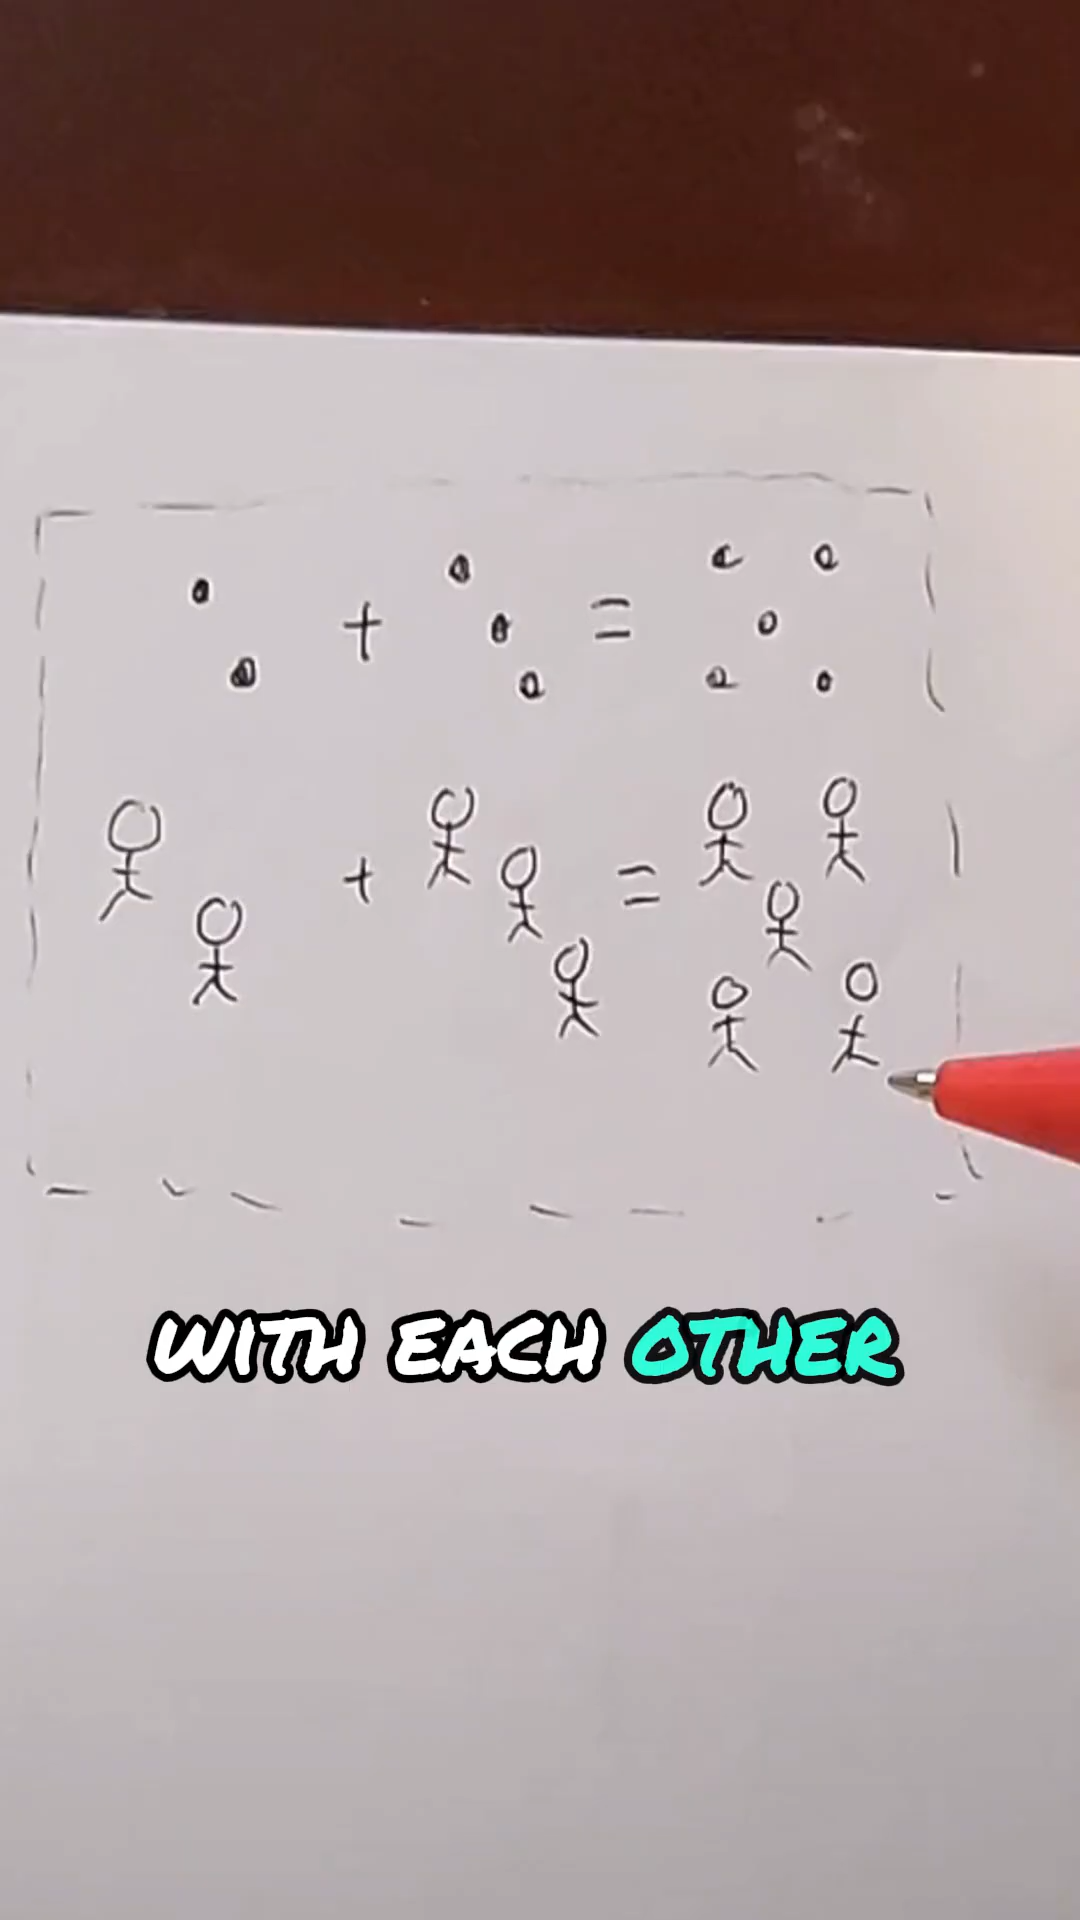 + =
+ =
WITH EACH OTHER